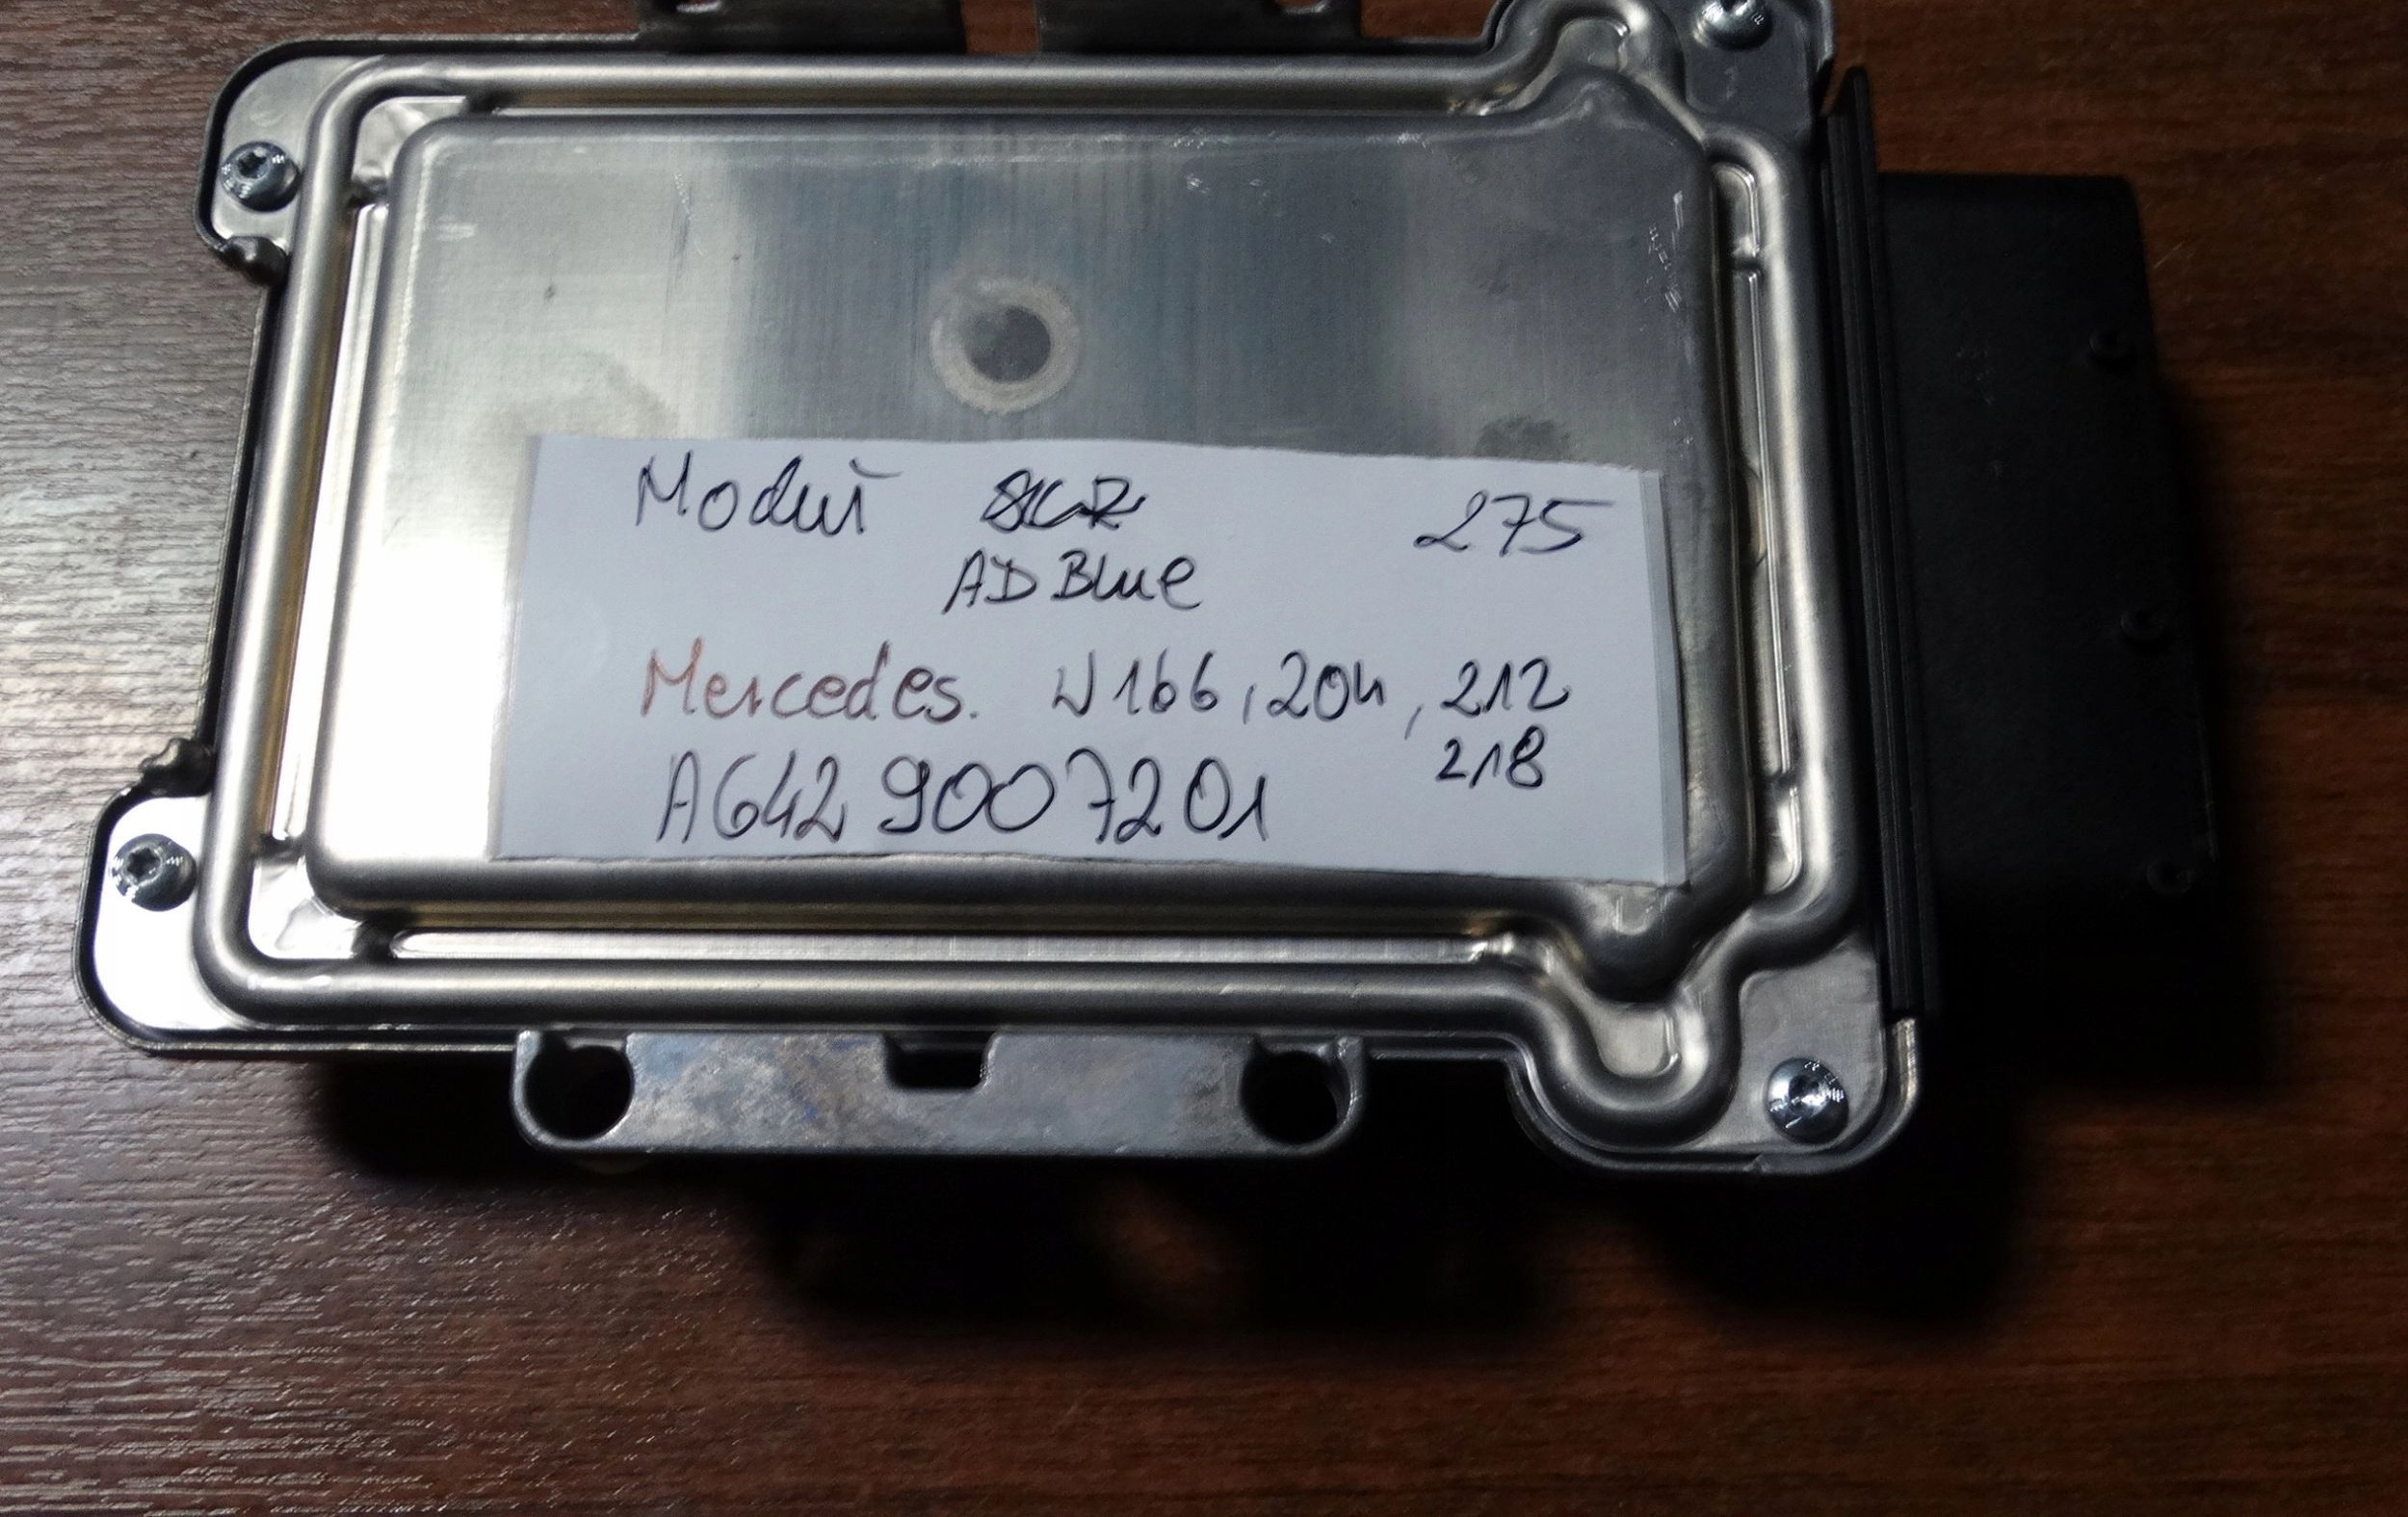 Moduł SCR 275
AD Blue
Mercedes. W166, 204, 212
218
A642 9007201